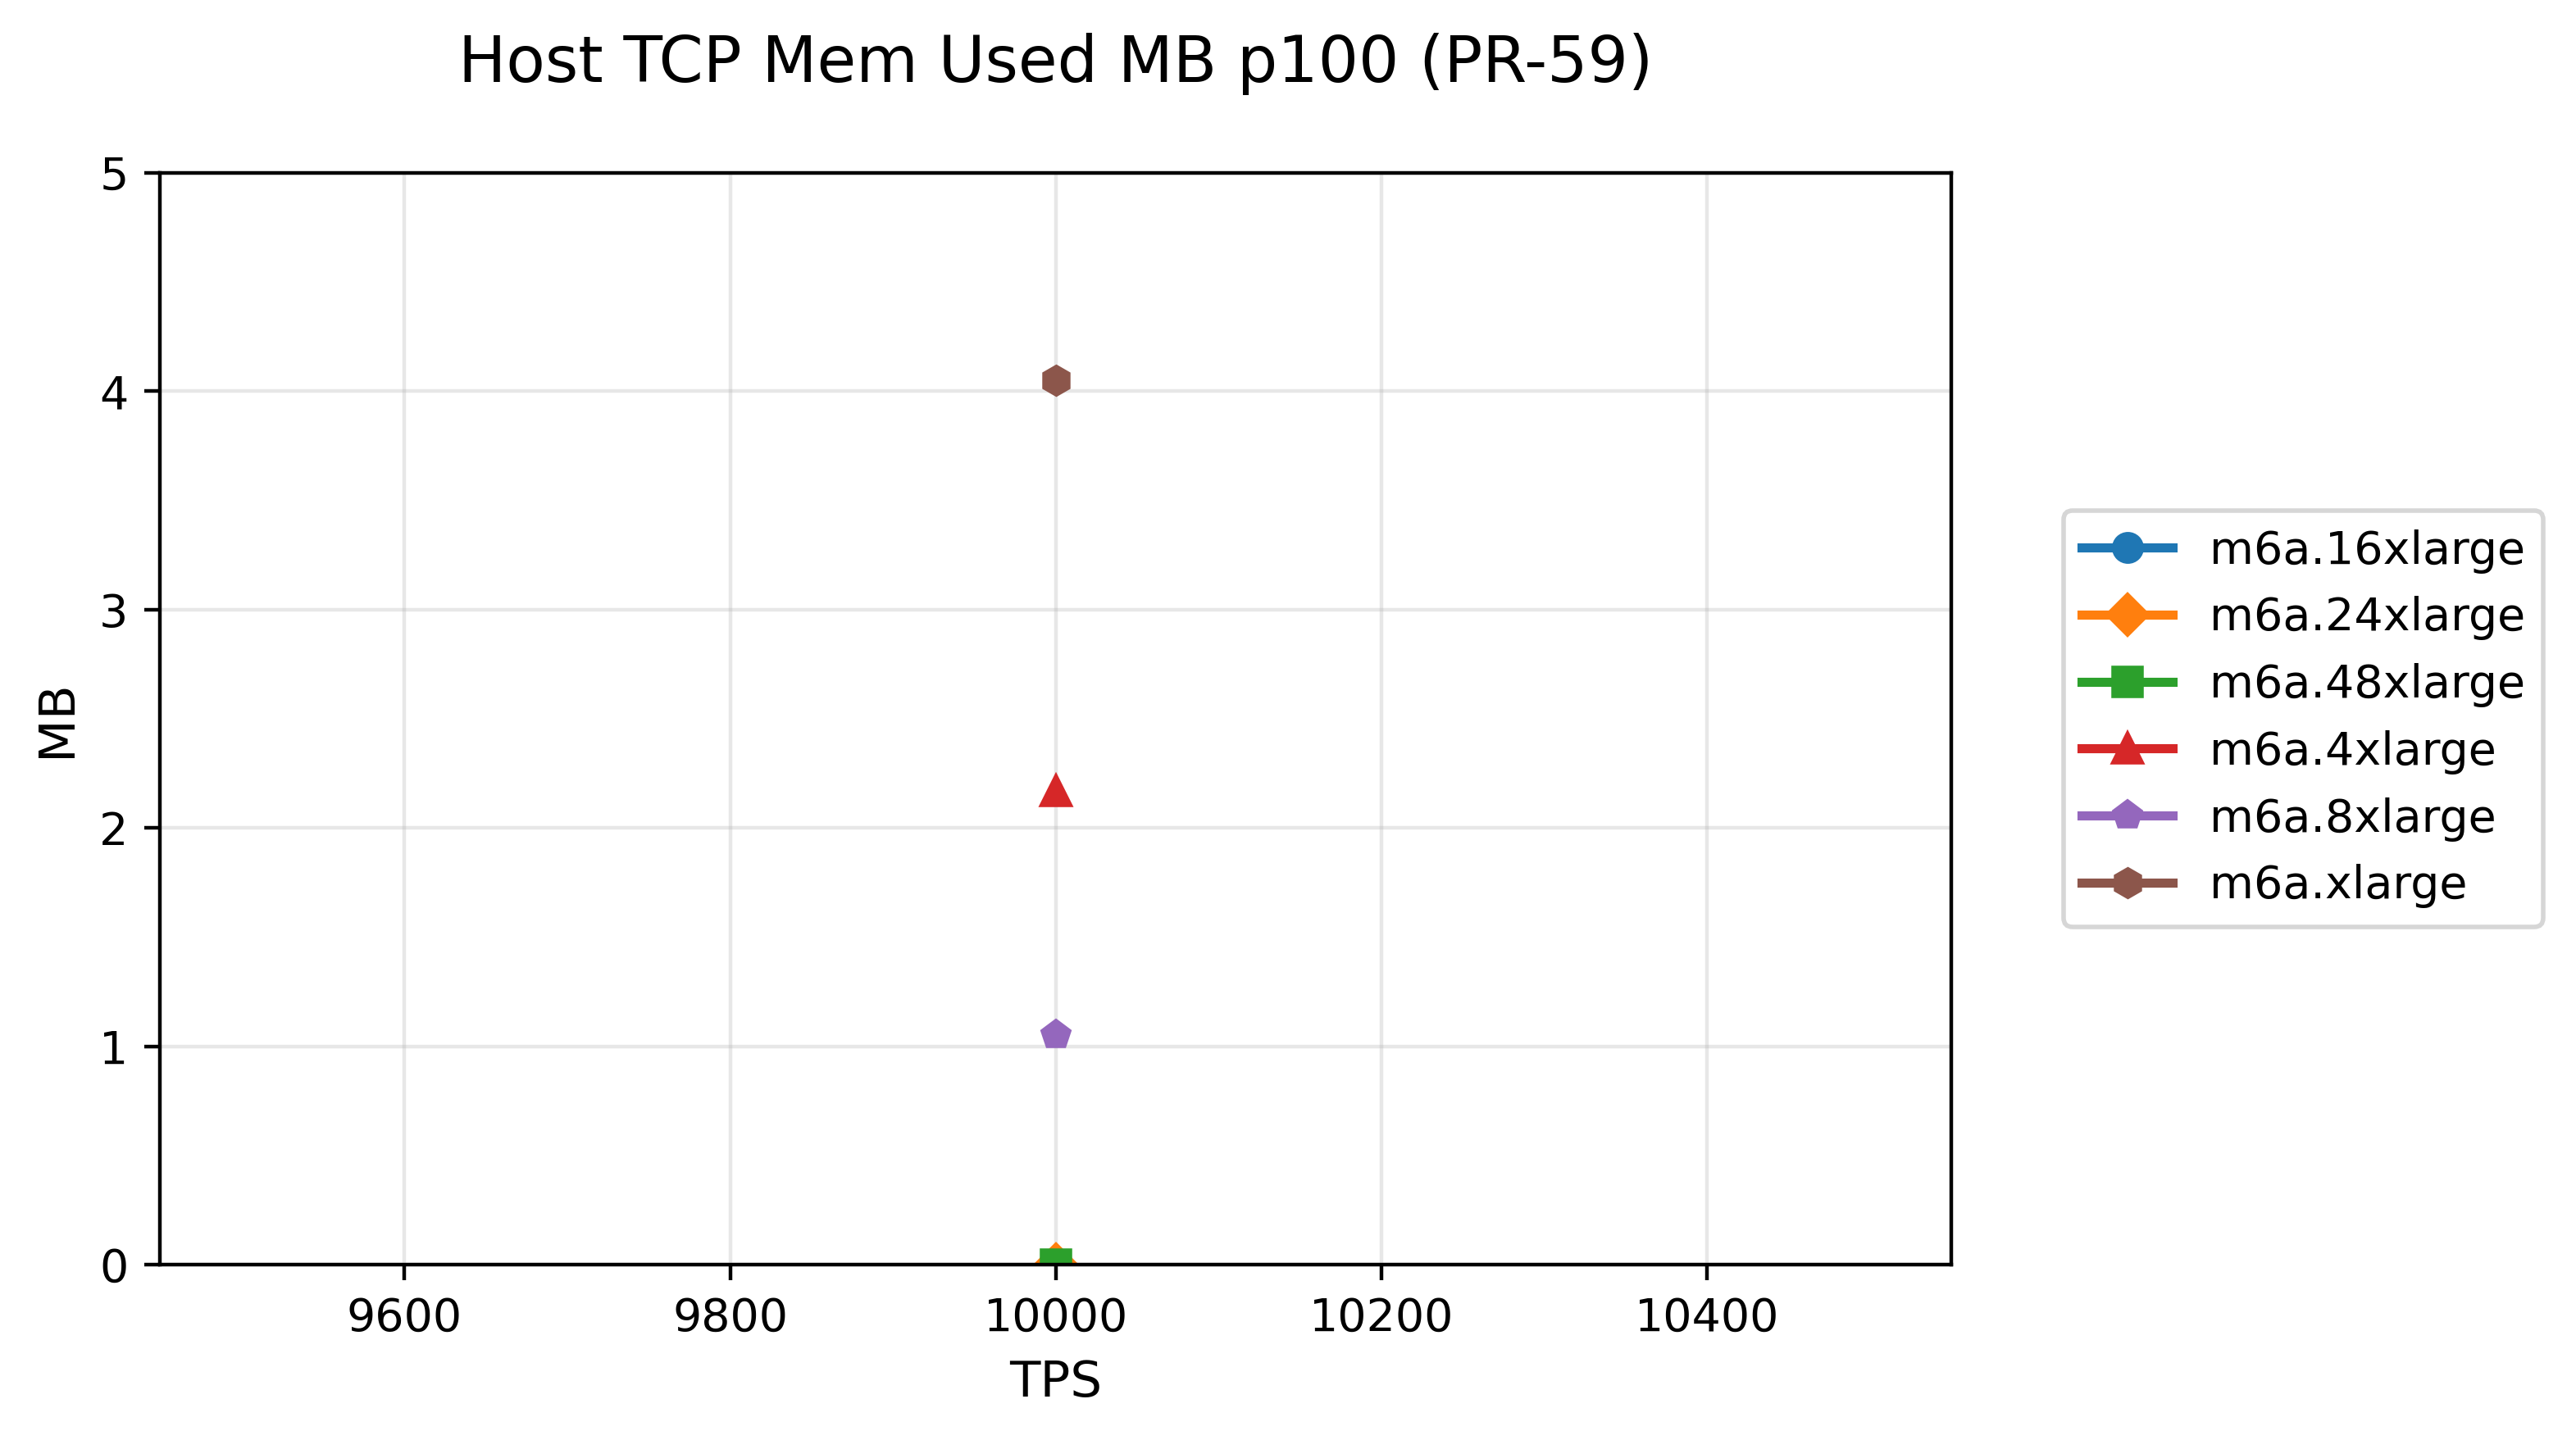 Host TCP Mem Used MB p100 (PR-59)
5
4
3
2
1
0
MB
9600 9800 10000 10200 10400
TPS
m6a.16xlarge
m6a.24xlarge
m6a.48xlarge
m6a.4xlarge
m6a.8xlarge
m6a.xlarge